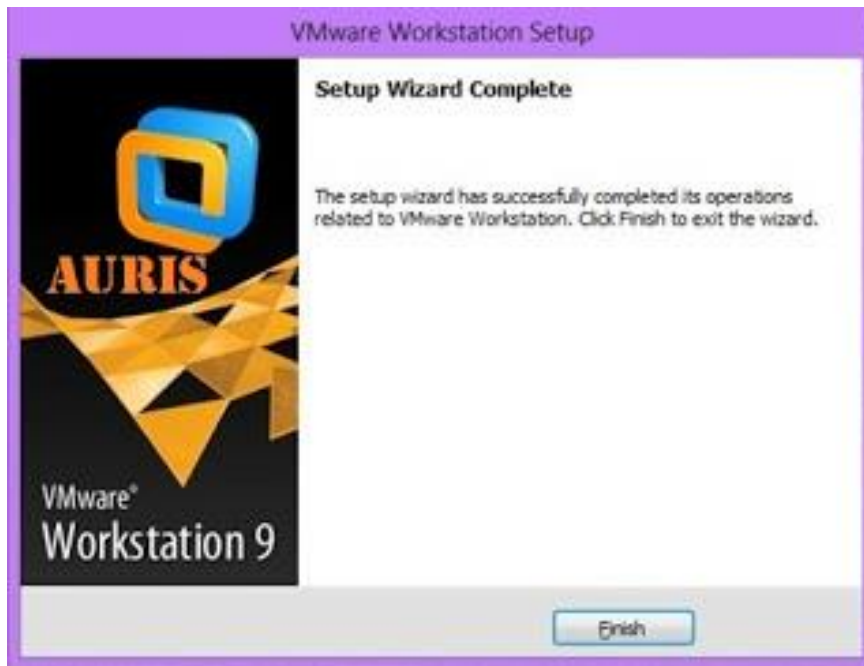 VMware Workstation Setup
Setup Wizard Complete
The setup wizard has successfully completed its operations
related to VMware Workstation. Click Finish to exit the wizard.
AURIS
VMware®
Workstation 9
Finish